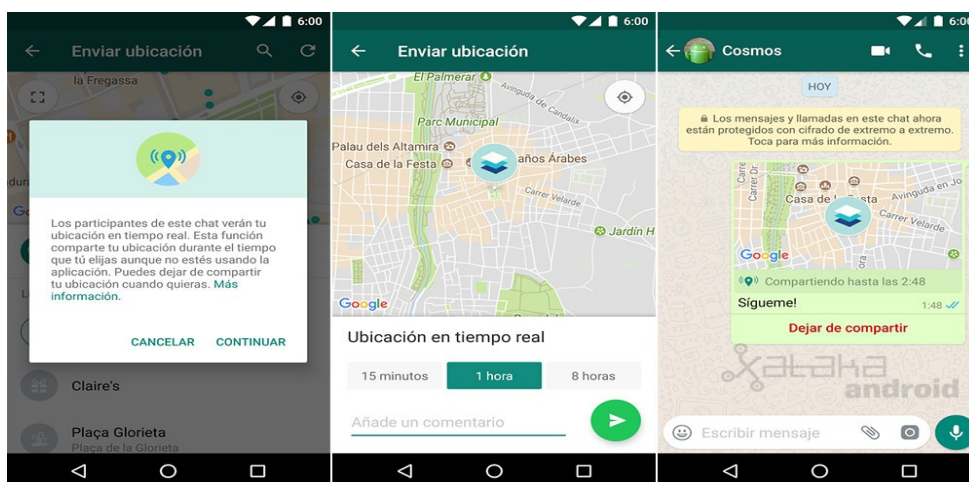 6:00
Enviar ubicación
la Fregassa
Los participantes de este chat verán tu
ubicación en tiempo real. Esta función
comparte tu ubicación durante el tiempo
que tú elijas aunque no estés usando la
aplicación. Puedes dejar de compartir
tu ubicación cuando quieras. Más
información.
CANCELAR CONTINUAR
Claire's
Plaça Glorieta
Plaça de la Glorieta
6:00
Enviar ubicación
El Palmerar
Avinguda de Candalix
Parc Municipal
Palau dels Altamira
Casa de la Festa
años Árabes
Carrer Velarde
Jardín H
Google
Ubicación en tiempo real
15 minutos 1 hora 8 horas
Añade un comentario
6:00
Cosmos
HOY
Los mensajes y llamadas en este chat ahora
están protegidos con cifrado de extremo a extremo.
Toca para más información.
Carrer Dr.
Casa de la Festa
Avinguda en Jo
Carrer Velarde
Google
Compartiendo hasta las 2:48
Sígueme!
1:48
Dejar de compartir
Xataka
android
Escribir mensaje